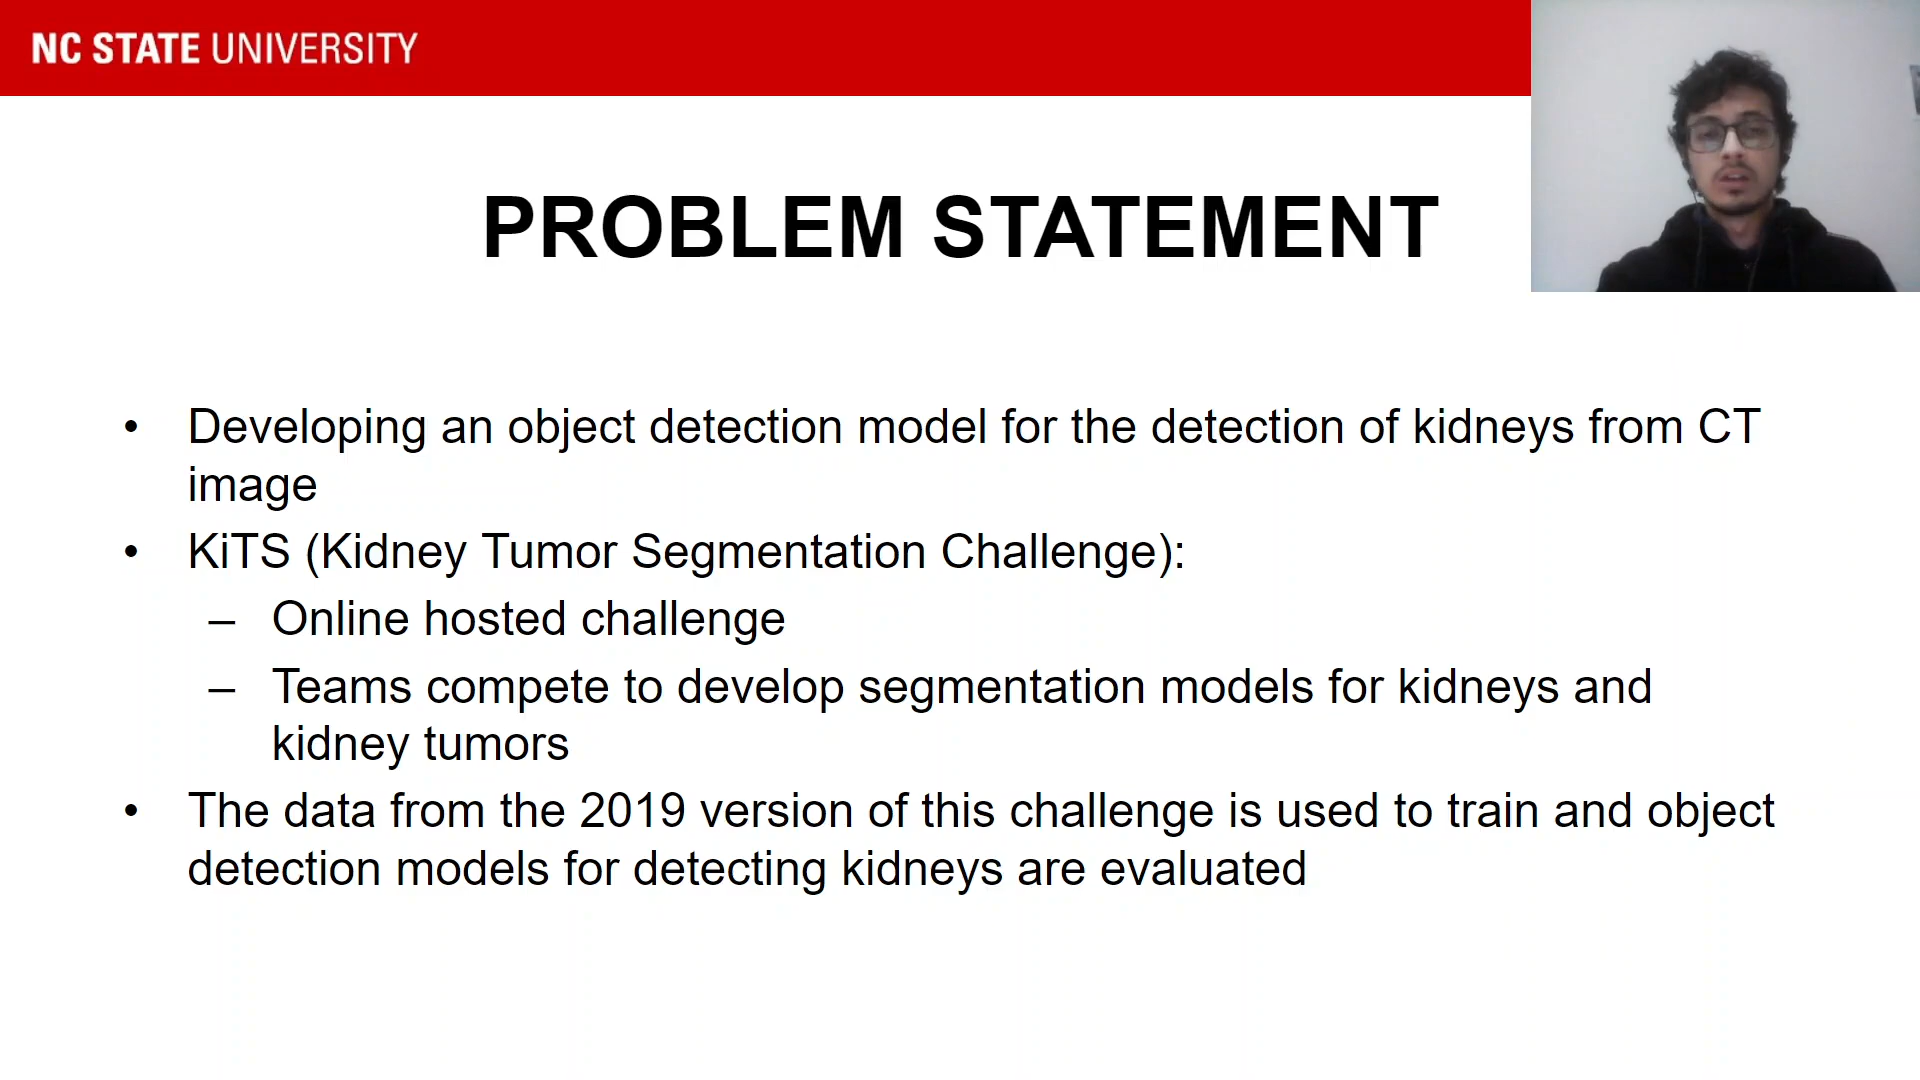 NC STATE UNIVERSITY
PROBLEM STATEMENT
• Developing an object detection model for the detection of kidneys from CT
image
• KiTS (Kidney Tumor Segmentation Challenge):
– Online hosted challenge
– Teams compete to develop segmentation models for kidneys and
kidney tumors
• The data from the 2019 version of this challenge is used to train and object
detection models for detecting kidneys are evaluated